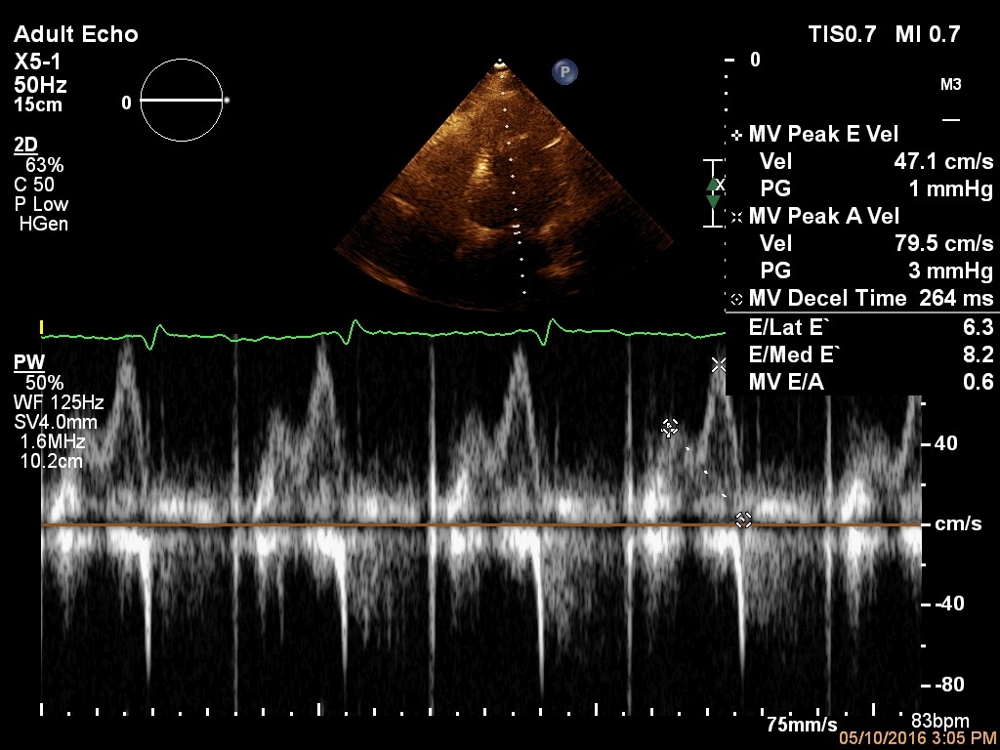 Adult Echo
TIS0.7 MI 0.7
X5-1
50Hz
15cm
0
P
0
M3
2D
63%
C 50
P Low
HGen
X
MV Peak E Vel
Vel 47.1 cm/s
PG 1 mmHg
MV Peak A Vel
Vel 79.5 cm/s
PG 3 mmHg
MV Decel Time 264 ms
E/Lat E` 6.3
E/Med E` 8.2
MV E/A 0.6
PW
50%
WF 125Hz
SV4.0mm
1.6MHz
10.2cm
40
cm/s
-40
-80
75mm/s
83bpm
05/10/2016 3:05 PM